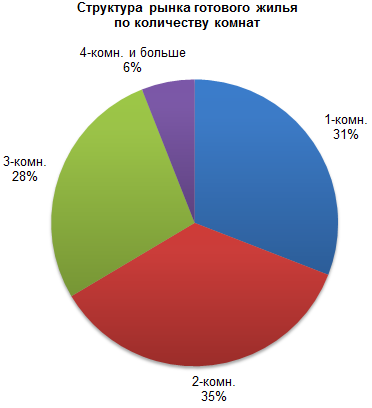 Структура рынка готового жилья
по количеству комнат
4-комн. и больше
6%
1-комн.
31%
3-комн.
28%
2-комн.
35%